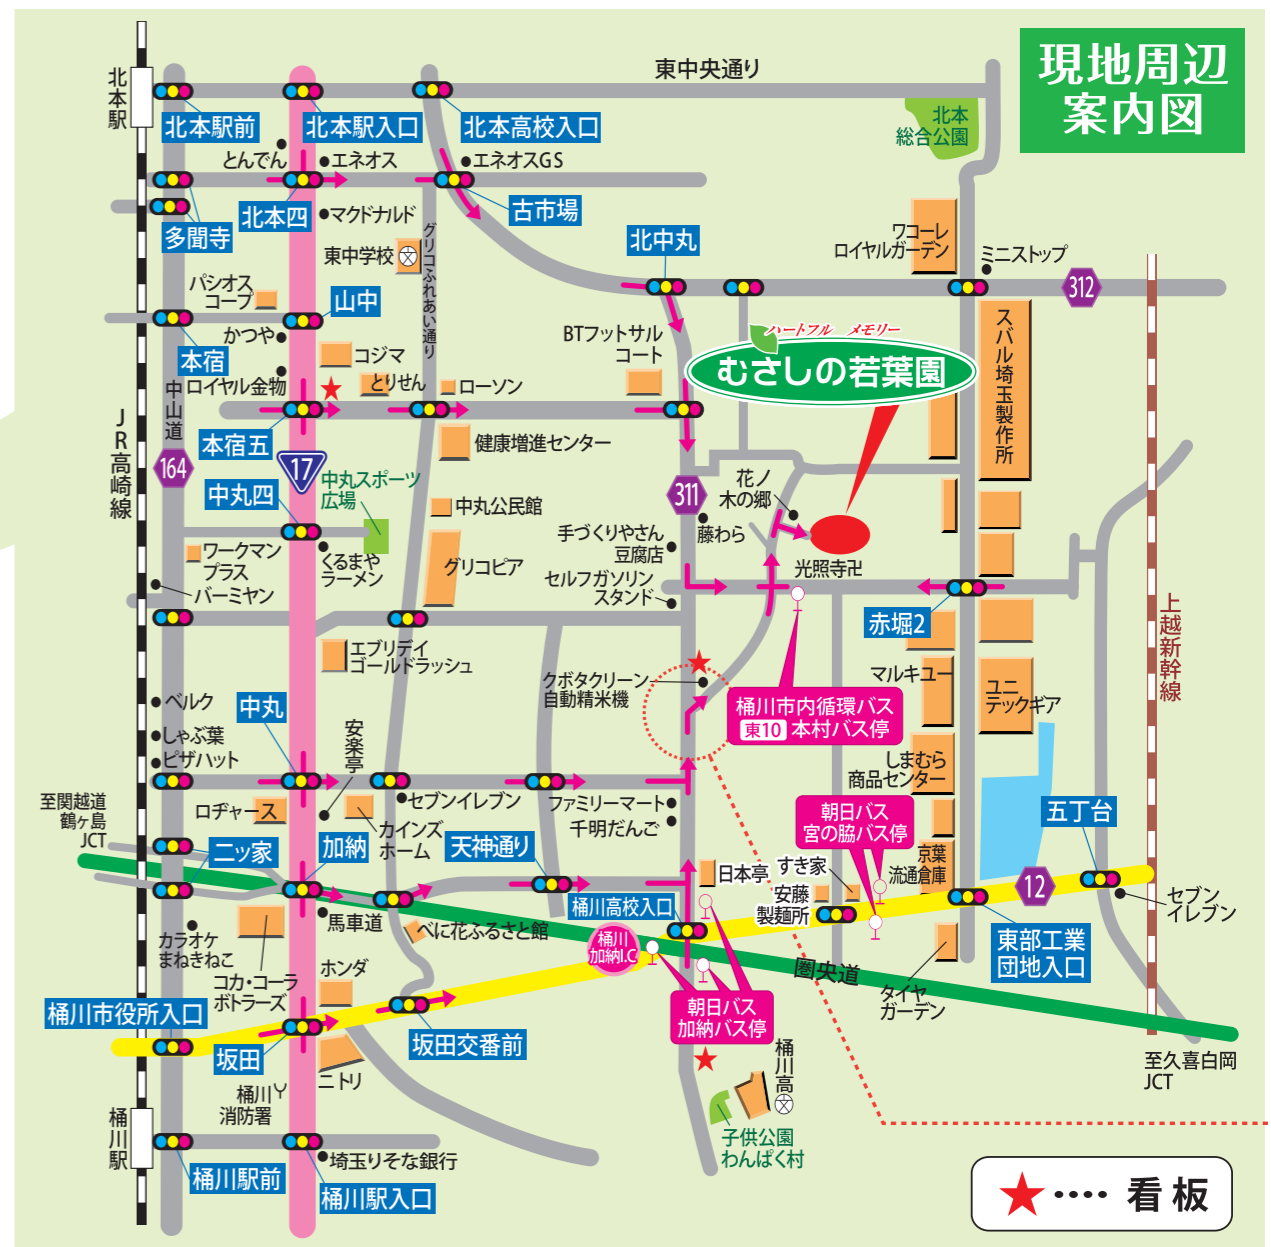 現地周辺
案内図
東中央通り
北本駅
北本駅前
北本駅入口
北本高校入口
北本
総合公園
とんでん
エネオス
エネオスGS
多聞寺
北本四
マクドナルド
古市場
東中学校
文
グリコふれあい通り
北中丸
ワコーレ
ロイヤルガーデン
ミニストップ
312
パシオス
コープ
山中
本宿
かつや
コジマ
BTフットサル
コート
ハートフル メモリー
むさしの若葉園
スバル埼玉製作所
中山道
ロイヤル金物
とりせん
ローソン
JR高崎線
本宿五
健康増進センター
164
17
中丸四
中丸スポーツ
広場
中丸公民館
311
花ノ
木の郷
藤わら
手づくりやさん
豆腐店
ワークマン
プラス
くるまや
ラーメン
グリコピア
セルフガソリン
スタンド
光照寺卍
バーミヤン
赤堀2
上越新幹線
エブリデイ
ゴールドラッシュ
クボタクリーン
自動精米機
マルキユー
ユニ
テックギア
桶川市内循環バス
東10 本村バス停
ベルク
しゃぶ葉
ピザハット
中丸
安楽亭
しまむら
商品センター
至関越道
鶴ヶ島
JCT
ロヂャース
セブンイレブン
カインズ
ホーム
ファミリーマート
千明だんご
朝日バス
宮の脇バス停
五丁台
二ッ家
加納
天神通り
日本亭
すき家
京葉
流通倉庫
12
安藤
製麺所
桶川高校入口
馬車道
べに花ふるさと館
桶川
加納I.C
セブン
イレブン
カラオケ
まねきねこ
コカ・コーラ
ボトラーズ
ホンダ
圏央道
東部工業
団地入口
タイヤ
ガーデン
桶川市役所入口
坂田
坂田交番前
朝日バス
加納バス停
ニトリ
桶川高
文
至久喜白岡
JCT
桶川
消防署
桶川駅
子供公園
わんぱく村
埼玉りそな銀行
桶川駅前
桶川駅入口
★‥‥看板